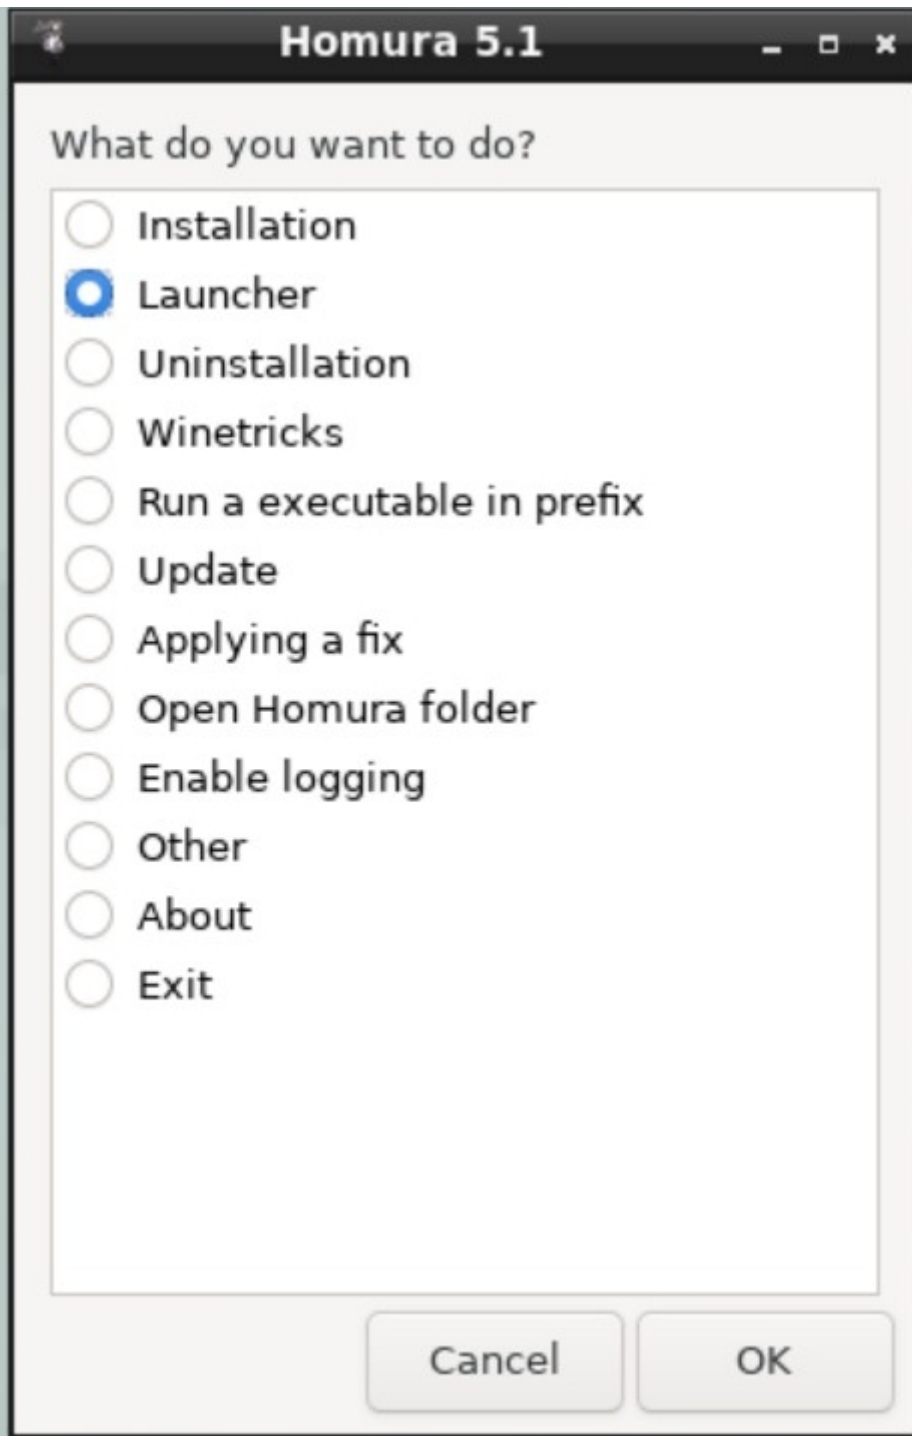 Homura 5.1
What do you want to do?
Installation
Launcher
Uninstallation
Winetricks
Run a executable in prefix
Update
Applying a fix
Open Homura folder
Enable logging
Other
About
Exit
Cancel OK